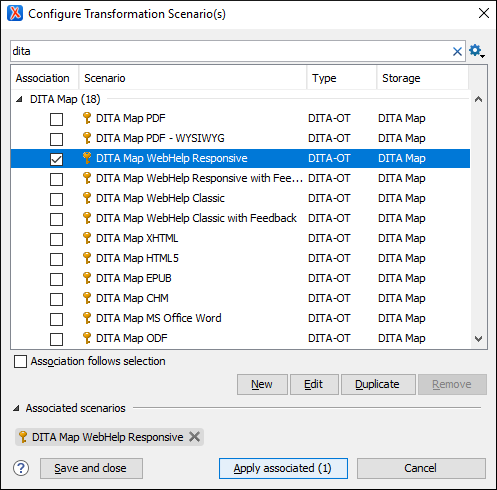 Configure Transformation Scenario(s)
dita
Association Scenario Type Storage
DITA Map (18)
DITA Map PDF DITA-OT DITA Map
DITA Map PDF - WYSIWYG DITA-OT DITA Map
DITA Map WebHelp Responsive DITA-OT DITA Map
DITA Map WebHelp Responsive with Fee... DITA-OT DITA Map
DITA Map WebHelp Classic DITA-OT DITA Map
DITA Map WebHelp Classic with Feedback DITA-OT DITA Map
DITA Map XHTML DITA-OT DITA Map
DITA Map HTML5 DITA-OT DITA Map
DITA Map EPUB DITA-OT DITA Map
DITA Map CHM DITA-OT DITA Map
DITA Map MS Office Word DITA-OT DITA Map
DITA Map ODF DITA-OT DITA Map
Association follows selection
New Edit Duplicate Remove
Associated scenarios
DITA Map WebHelp Responsive
? Save and close Apply associated (1) Cancel